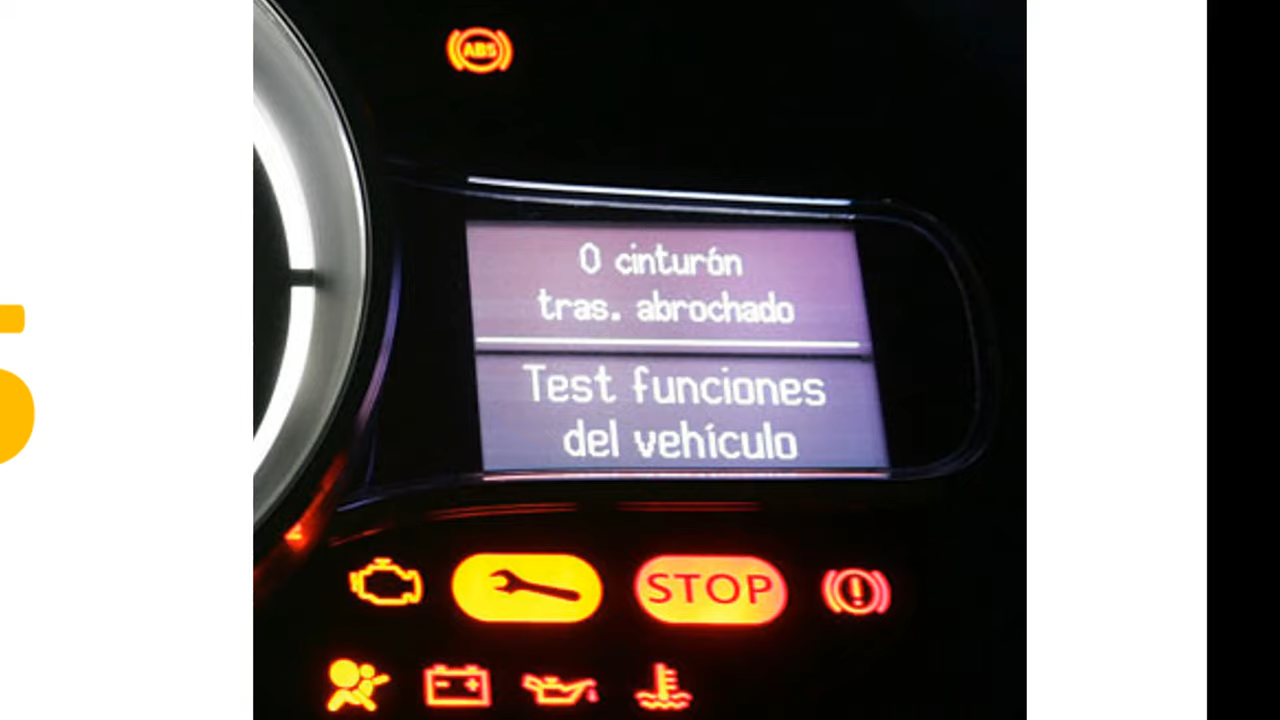 ABS
0 cinturón
tras. abrochado
Test funciones
del vehículo
STOP